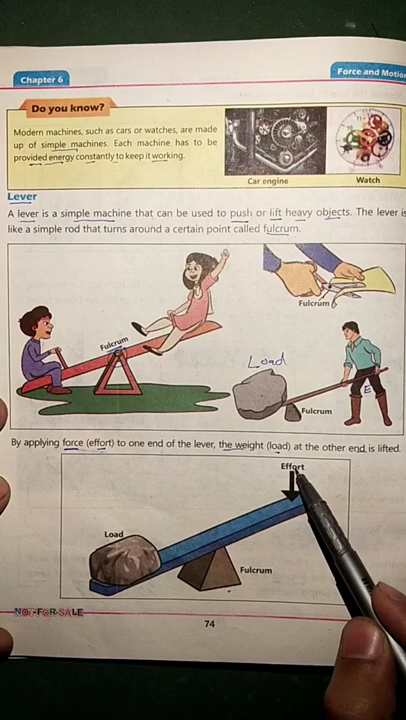 Chapter 6
Force and Motion
Do you know?
Modern machines, such as cars or watches, are made
up of simple machines. Each machine has to be
provided energy constantly to keep it working.
Car engine
Watch
Lever
A lever is a simple machine that can be used to push or lift heavy objects. The lever is
like a simple rod that turns around a certain point called fulcrum.
Fulcrum
Fulcrum
Load
E
Fulcrum
By applying force (effort) to one end of the lever, the weight (load) at the other end is lifted.
Effort
Load
Fulcrum
NOT-FOR-SALE
74